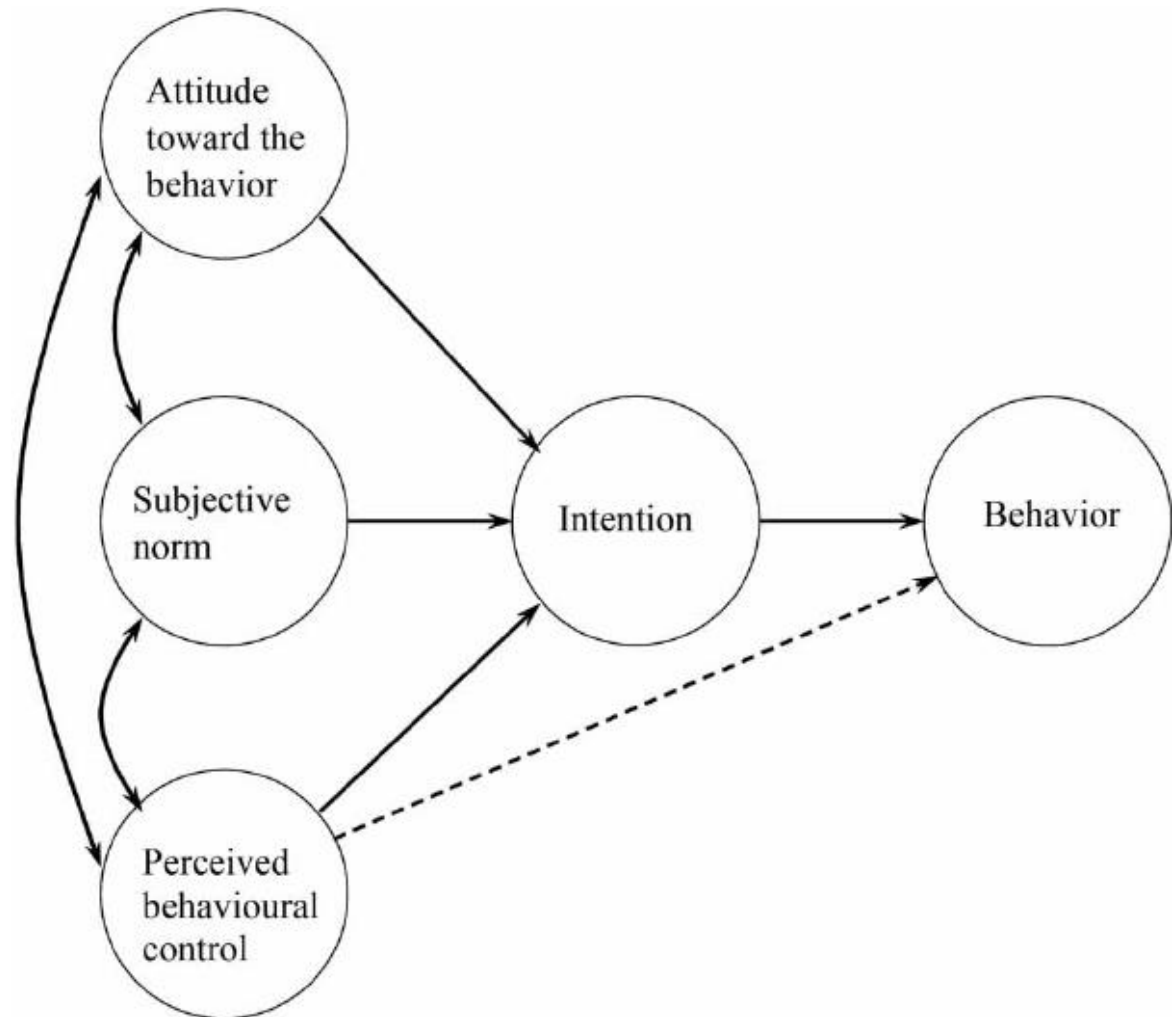 Attitude
toward the
behavior
Subjective
norm
Intention
Behavior
Perceived
behavioural
control